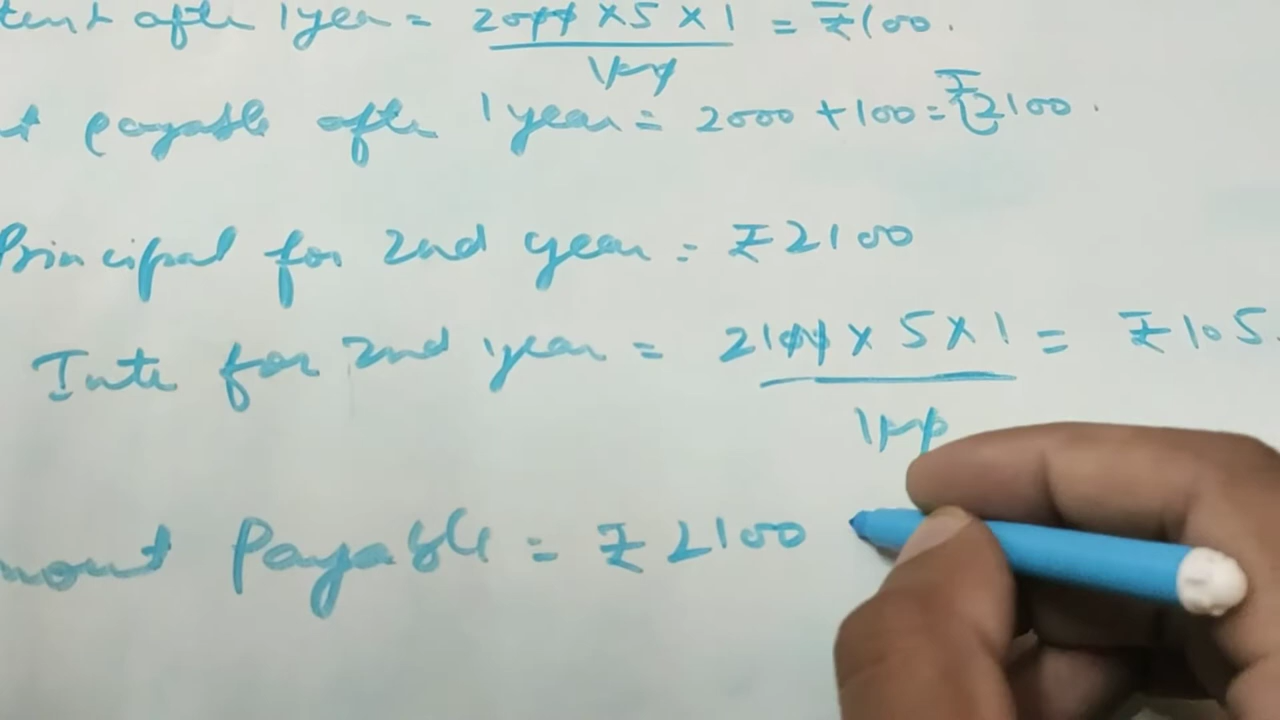 after 1 year = 2000 × 5 × 1 = ₹100.
100
payable after 1 year = 2000 + 100 = ₹2100.
Principal for 2nd year = ₹2100
Inte for 2nd year = 2100 × 5 × 1 = ₹105
100
Payable = ₹2100